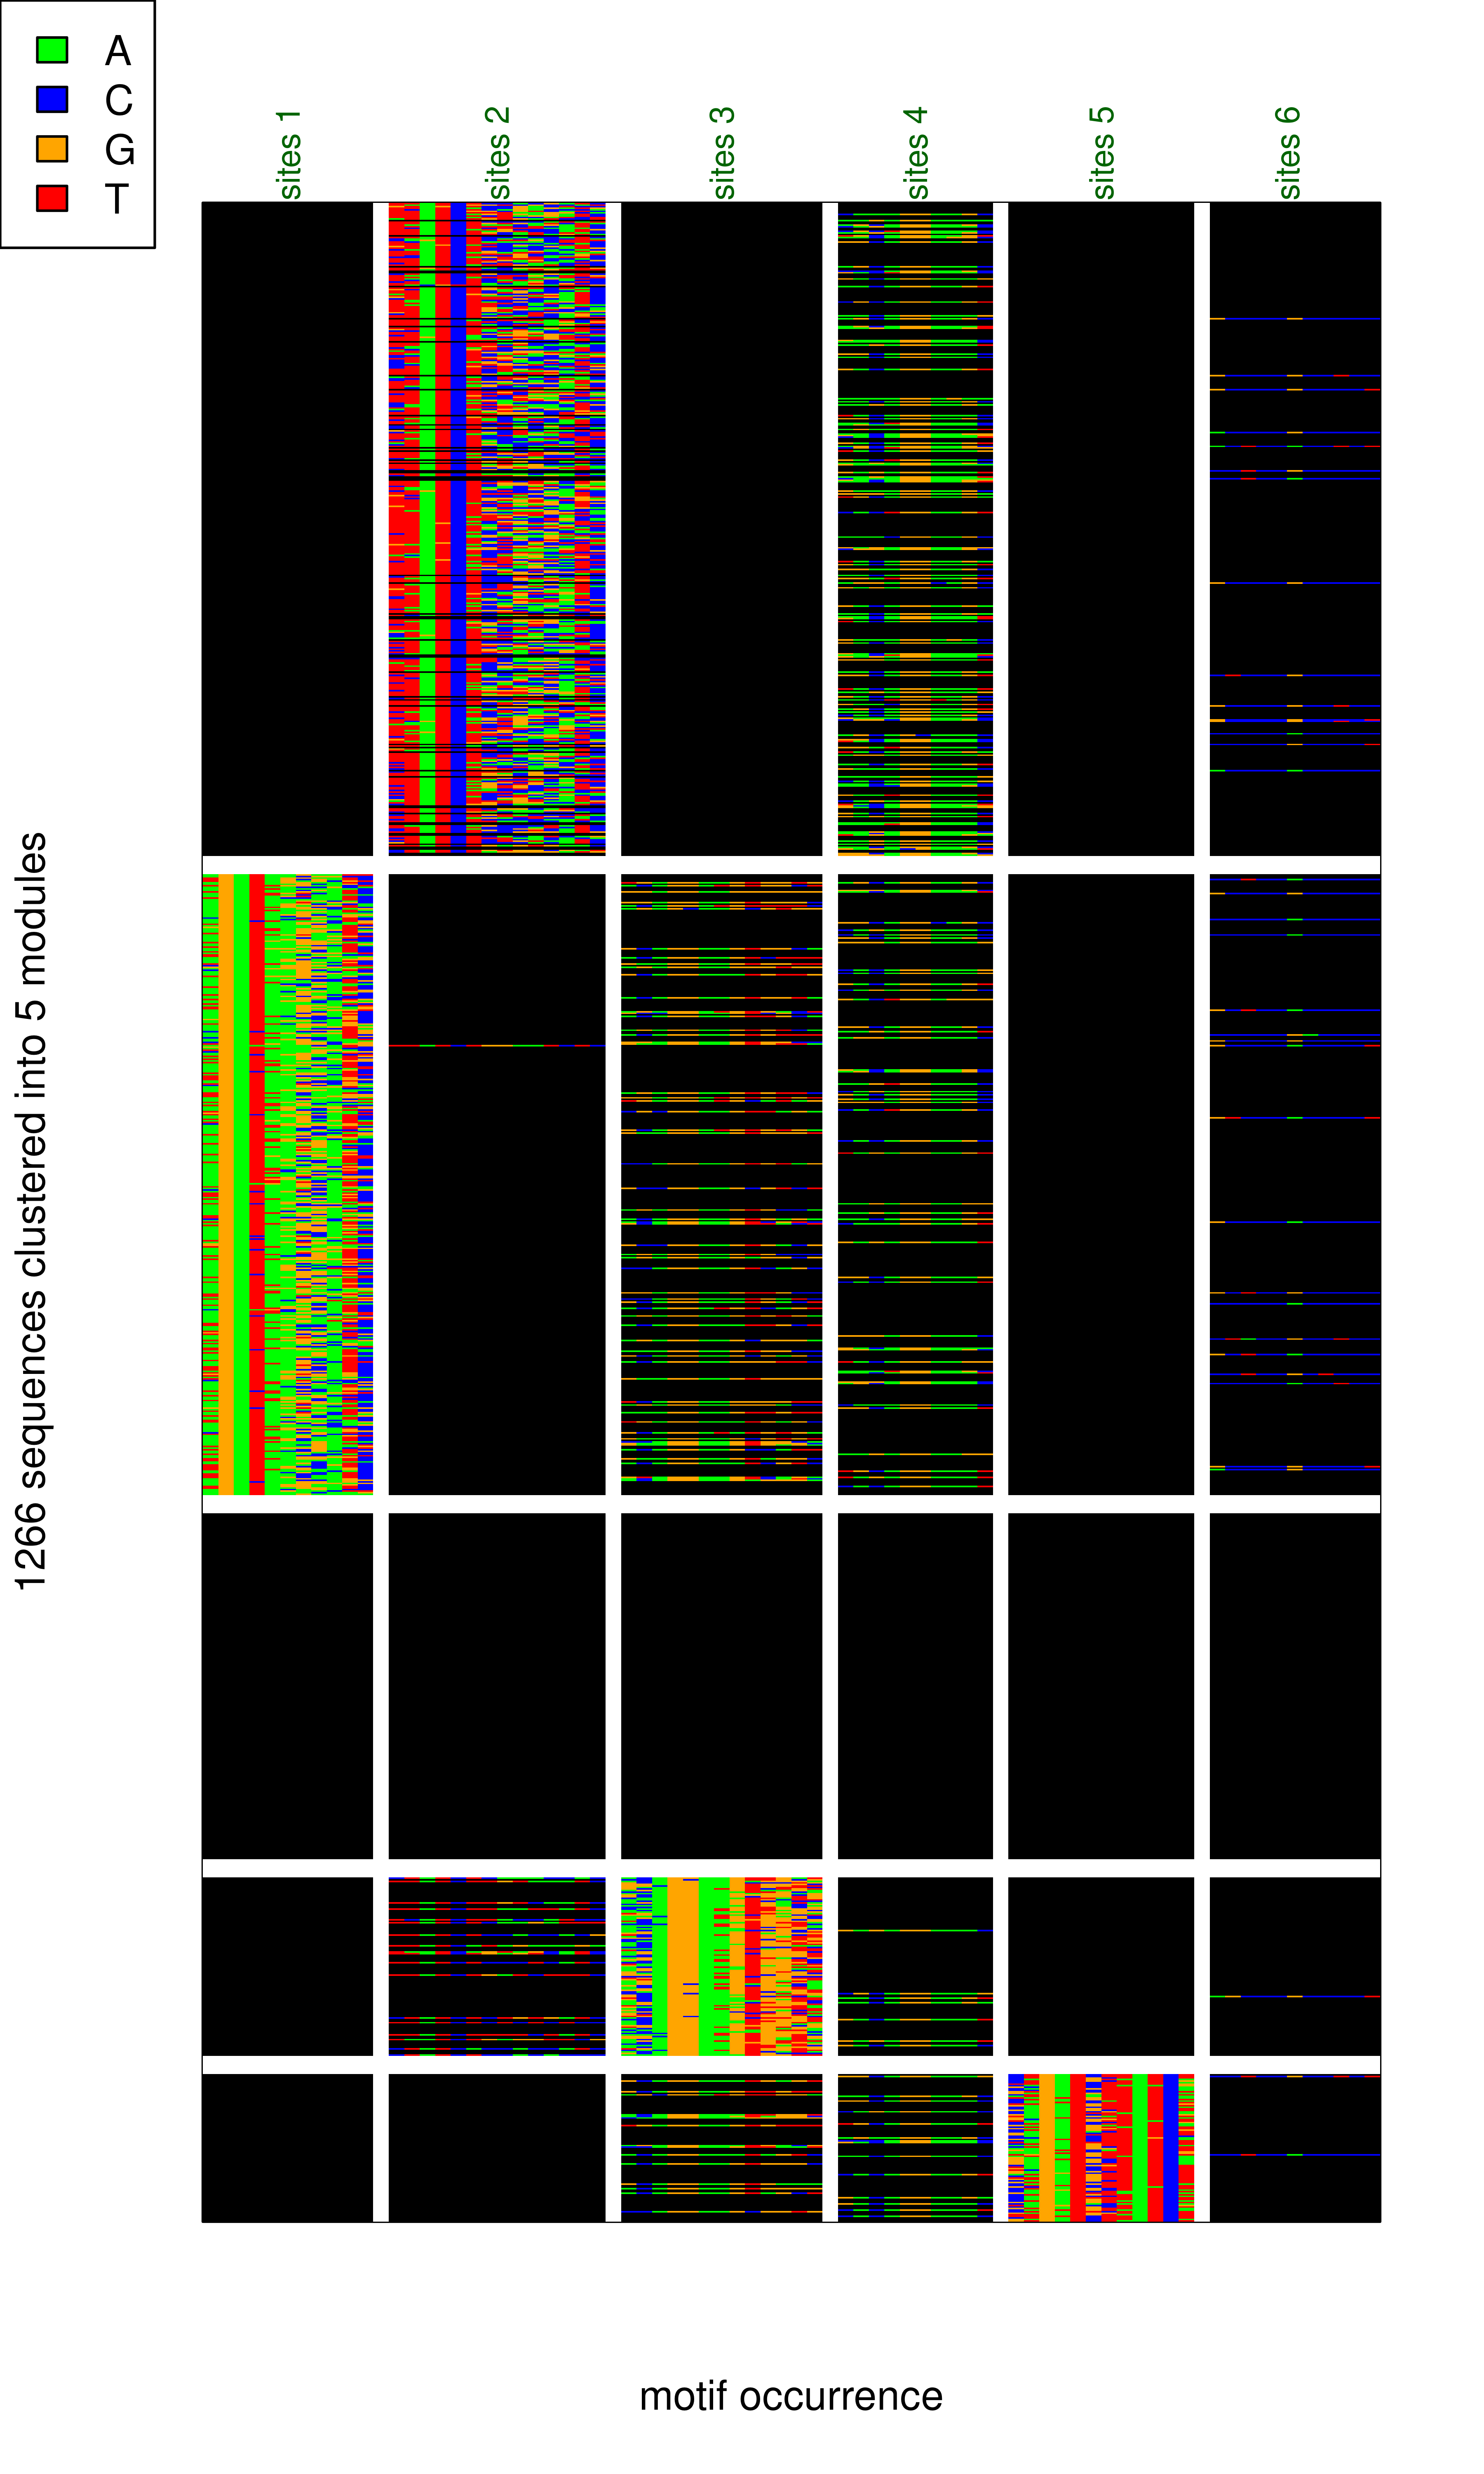 A
C
G
T
sites 1
sites 2
sites 3
sites 4
sites 5
sites 6
1266 sequences clustered into 5 modules
motif occurrence